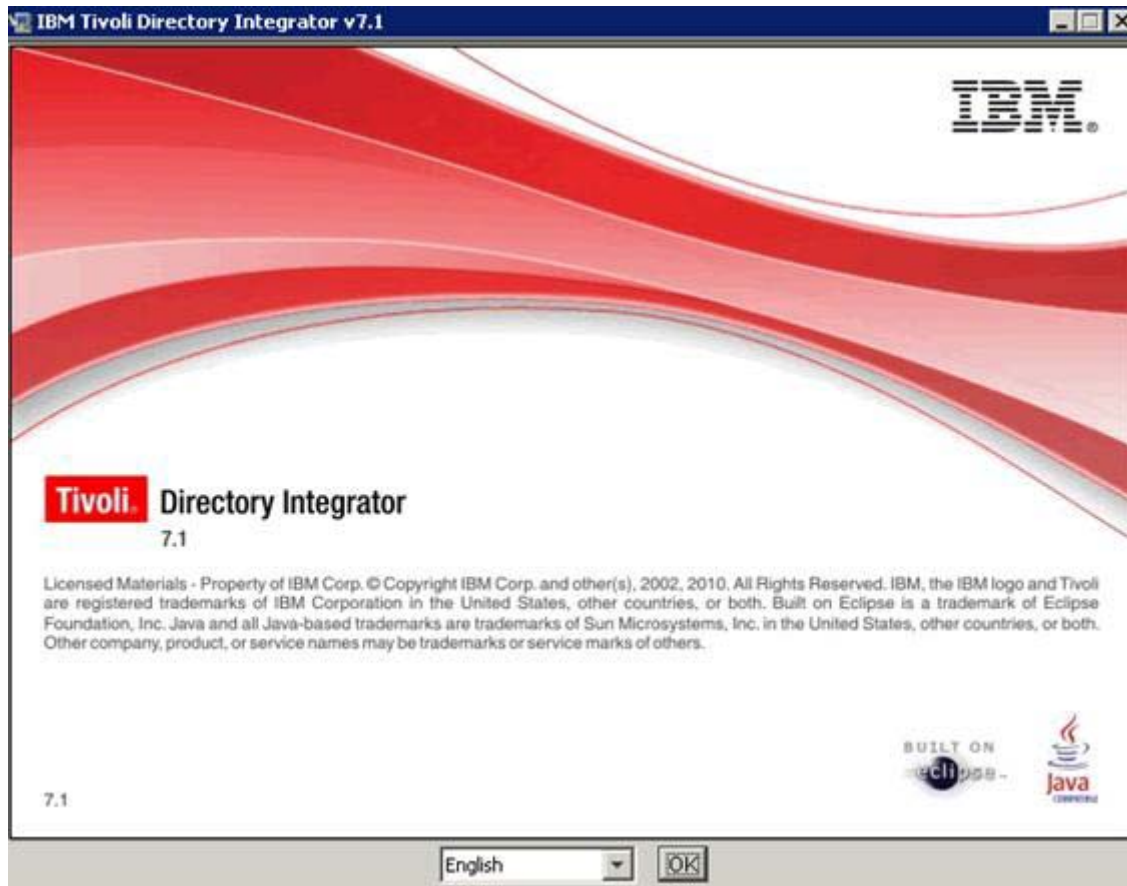 IBM Tivoli Directory Integrator v7.1
IBM®
Tivoli. Directory Integrator
7.1
Licensed Materials - Property of IBM Corp. © Copyright IBM Corp. and other(s), 2002, 2010. All Rights Reserved. IBM, the IBM logo and Tivoli
are registered trademarks of IBM Corporation in the United States, other countries, or both. Built on Eclipse is a trademark of Eclipse
Foundation, Inc. Java and all Java-based trademarks are trademarks of Sun Microsystems, Inc. in the United States, other countries, or both.
Other company, product, or service names may be trademarks or service marks of others.
BUILT ON
eclipse™
Java
COMPATIBLE
7.1
English
OK